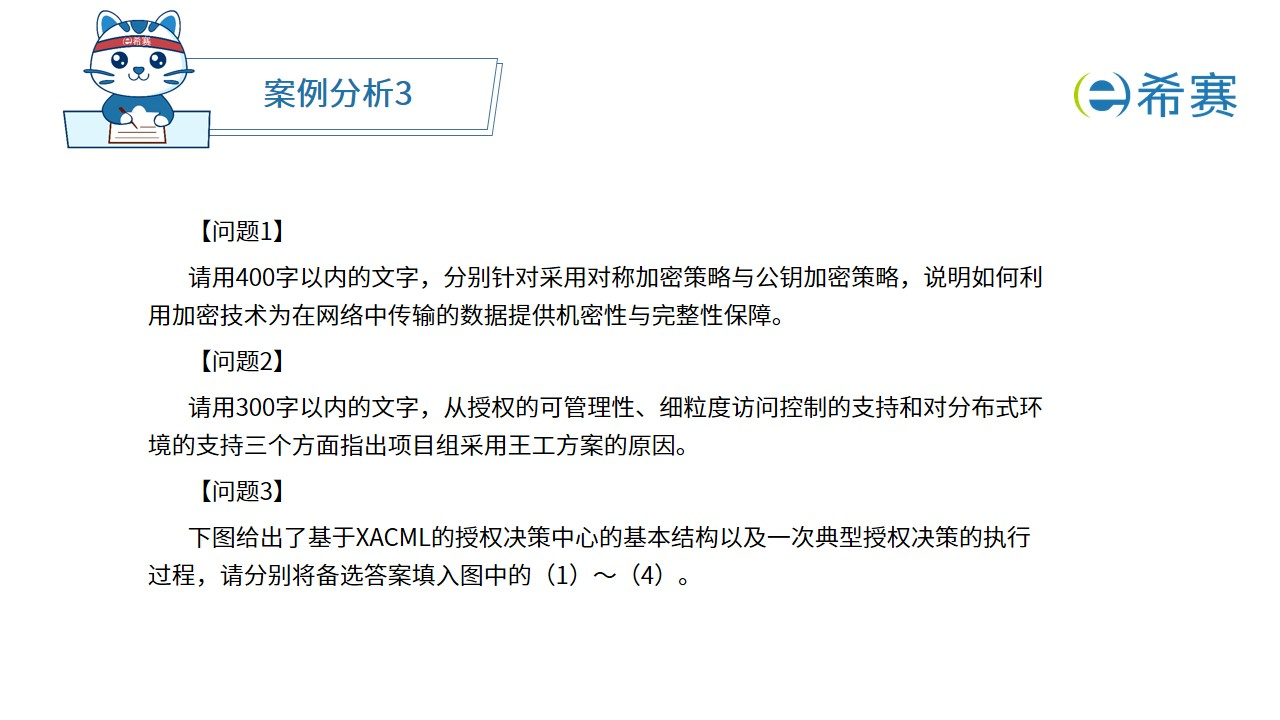 希赛
案例分析3
希赛
【问题1】
请用400字以内的文字，分别针对采用对称加密策略与公钥加密策略，说明如何利
用加密技术为在网络中传输的数据提供机密性与完整性保障。
【问题2】
请用300字以内的文字，从授权的可管理性、细粒度访问控制的支持和对分布式环
境的支持三个方面指出项目组采用王工方案的原因。
【问题3】
下图给出了基于XACML的授权决策中心的基本结构以及一次典型授权决策的执行
过程，请分别将备选答案填入图中的（1）～（4）。